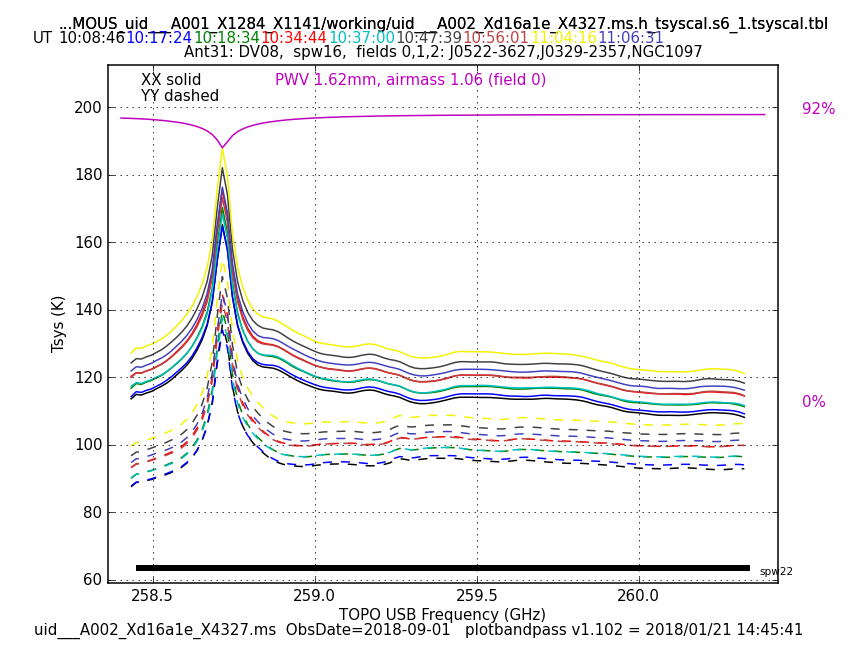 ...MOUS_uid___A001_X1284_X1141/working/uid___A002_Xd16a1e_X4327.ms.h_tsyscal.s6_1.tsyscal.tbl
UT 10:08:46 10:17:24 10:18:34 10:34:44 10:37:00 10:47:39 10:56:01 11:04:16 11:06:31
Ant31: DV08,  spw16,  fields 0,1,2: J0522-3627,J0329-2357,NGC1097
XX solid
YY dashed
PWV 1.62mm, airmass 1.06 (field 0)
92%
0%
Tsys (K)
200
180
160
140
120
100
80
60
spw22
258.5 259.0 259.5 260.0
TOPO USB Frequency (GHz)
uid___A002_Xd16a1e_X4327.ms  ObsDate=2018-09-01   plotbandpass v1.102 = 2018/01/21 14:45:41